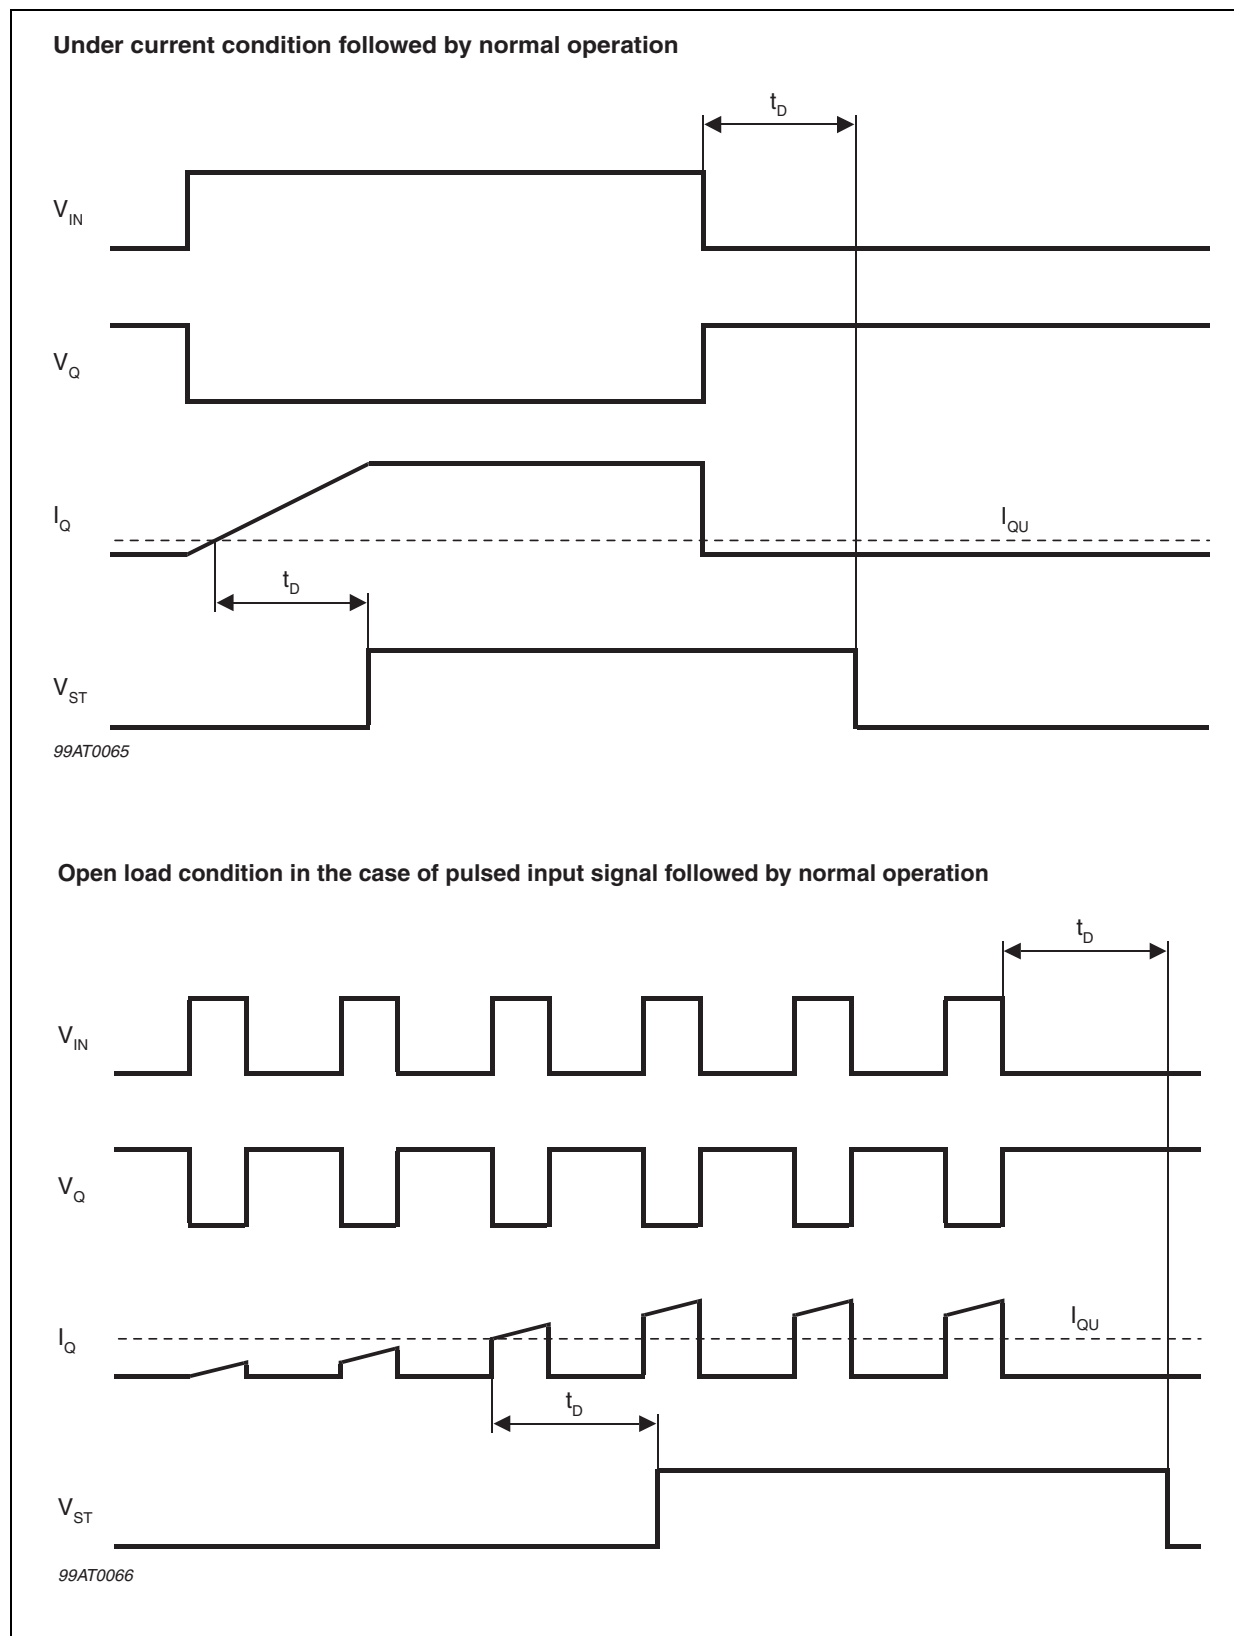 Under current condition followed by normal operation
t_D
V_IN
V_Q
I_Q
I_QU
t_D
V_ST
99AT0065
Open load condition in the case of pulsed input signal followed by normal operation
t_D
V_IN
V_Q
I_QU
I_Q
t_D
V_ST
99AT0066